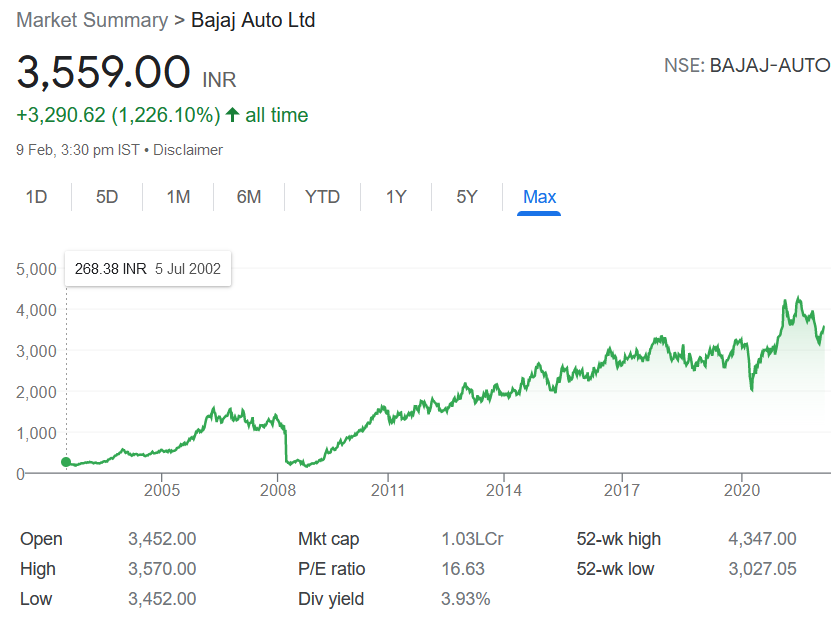 Market Summary > Bajaj Auto Ltd
3,559.00 INR
NSE: BAJAJ-AUTO
+3,290.62 (1,226.10%) ↑ all time
9 Feb, 3:30 pm IST • Disclaimer
1D 5D 1M 6M YTD 1Y 5Y Max
268.38 INR 5 Jul 2002
5,000
4,000
3,000
2,000
1,000
0
2005 2008 2011 2014 2017 2020
Open 3,452.00 Mkt cap 1.03LCr 52-wk high 4,347.00
High 3,570.00 P/E ratio 16.63 52-wk low 3,027.05
Low 3,452.00 Div yield 3.93%